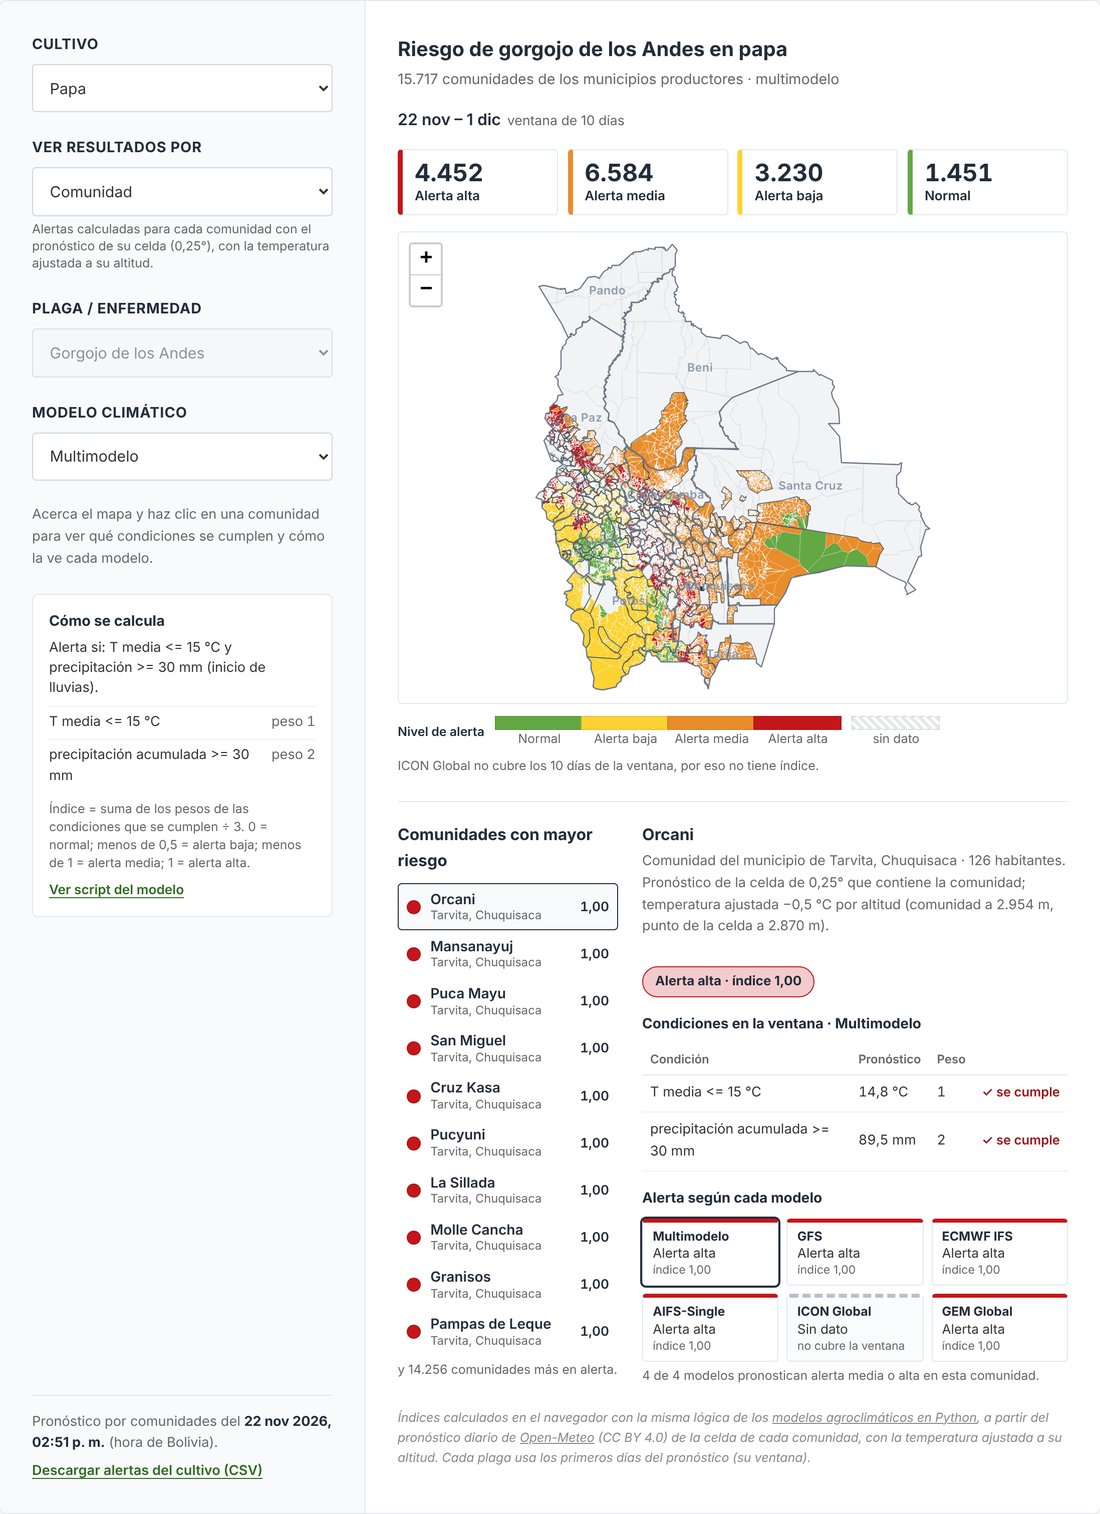 CULTIVO
Papa
VER RESULTADOS POR
Comunidad
Alertas calculadas para cada comunidad con el
pronóstico de su celda (0,25°), con la temperatura
ajustada a su altitud.
PLAGA / ENFERMEDAD
Gorgojo de los Andes
MODELO CLIMÁTICO
Multimodelo
Acerca el mapa y haz clic en una comunidad
para ver qué condiciones se cumplen y cómo
la ve cada modelo.
Cómo se calcula
Alerta si: T media <= 15 °C y
precipitación >= 30 mm (inicio de
lluvias).
T media <= 15 °C peso 1
precipitación acumulada >= 30 peso 2
mm
Índice = suma de los pesos de las
condiciones que se cumplen ÷ 3. 0 =
normal; menos de 0,5 = alerta baja; menos
de 1 = alerta media; 1 = alerta alta.
Ver script del modelo
Pronóstico por comunidades del 22 nov 2026,
02:51 p. m. (hora de Bolivia).
Descargar alertas del cultivo (CSV)
Riesgo de gorgojo de los Andes en papa
15.717 comunidades de los municipios productores · multimodelo
22 nov – 1 dic ventana de 10 días
4.452
Alerta alta
6.584
Alerta media
3.230
Alerta baja
1.451
Normal
+
−
Pando
Beni
Paz
Santa Cruz
Nivel de alerta
Normal Alerta baja Alerta media Alerta alta sin dato
ICON Global no cubre los 10 días de la ventana, por eso no tiene índice.
Comunidades con mayor
riesgo
Orcani 1,00
Tarvita, Chuquisaca
Mansanayuj 1,00
Tarvita, Chuquisaca
Puca Mayu 1,00
Tarvita, Chuquisaca
San Miguel 1,00
Tarvita, Chuquisaca
Cruz Kasa 1,00
Tarvita, Chuquisaca
Pucyuni 1,00
Tarvita, Chuquisaca
La Sillada 1,00
Tarvita, Chuquisaca
Molle Cancha 1,00
Tarvita, Chuquisaca
Granisos 1,00
Tarvita, Chuquisaca
Pampas de Leque 1,00
Tarvita, Chuquisaca
y 14.256 comunidades más en alerta.
Orcani
Comunidad del municipio de Tarvita, Chuquisaca · 126 habitantes.
Pronóstico de la celda de 0,25° que contiene la comunidad;
temperatura ajustada −0,5 °C por altitud (comunidad a 2.954 m,
punto de la celda a 2.870 m).
Alerta alta · índice 1,00
Condiciones en la ventana · Multimodelo
Condición Pronóstico Peso
T media <= 15 °C 14,8 °C 1 ✓ se cumple
precipitación acumulada >= 89,5 mm 2 ✓ se cumple
30 mm
Alerta según cada modelo
Multimodelo
Alerta alta
índice 1,00
GFS
Alerta alta
índice 1,00
ECMWF IFS
Alerta alta
índice 1,00
AIFS-Single
Alerta alta
índice 1,00
ICON Global
Sin dato
no cubre la ventana
GEM Global
Alerta alta
índice 1,00
4 de 4 modelos pronostican alerta media o alta en esta comunidad.
Índices calculados en el navegador con la misma lógica de los modelos agroclimáticos en Python, a partir del
pronóstico diario de Open-Meteo (CC BY 4.0) de la celda de cada comunidad, con la temperatura ajustada a su
altitud. Cada plaga usa los primeros días del pronóstico (su ventana).